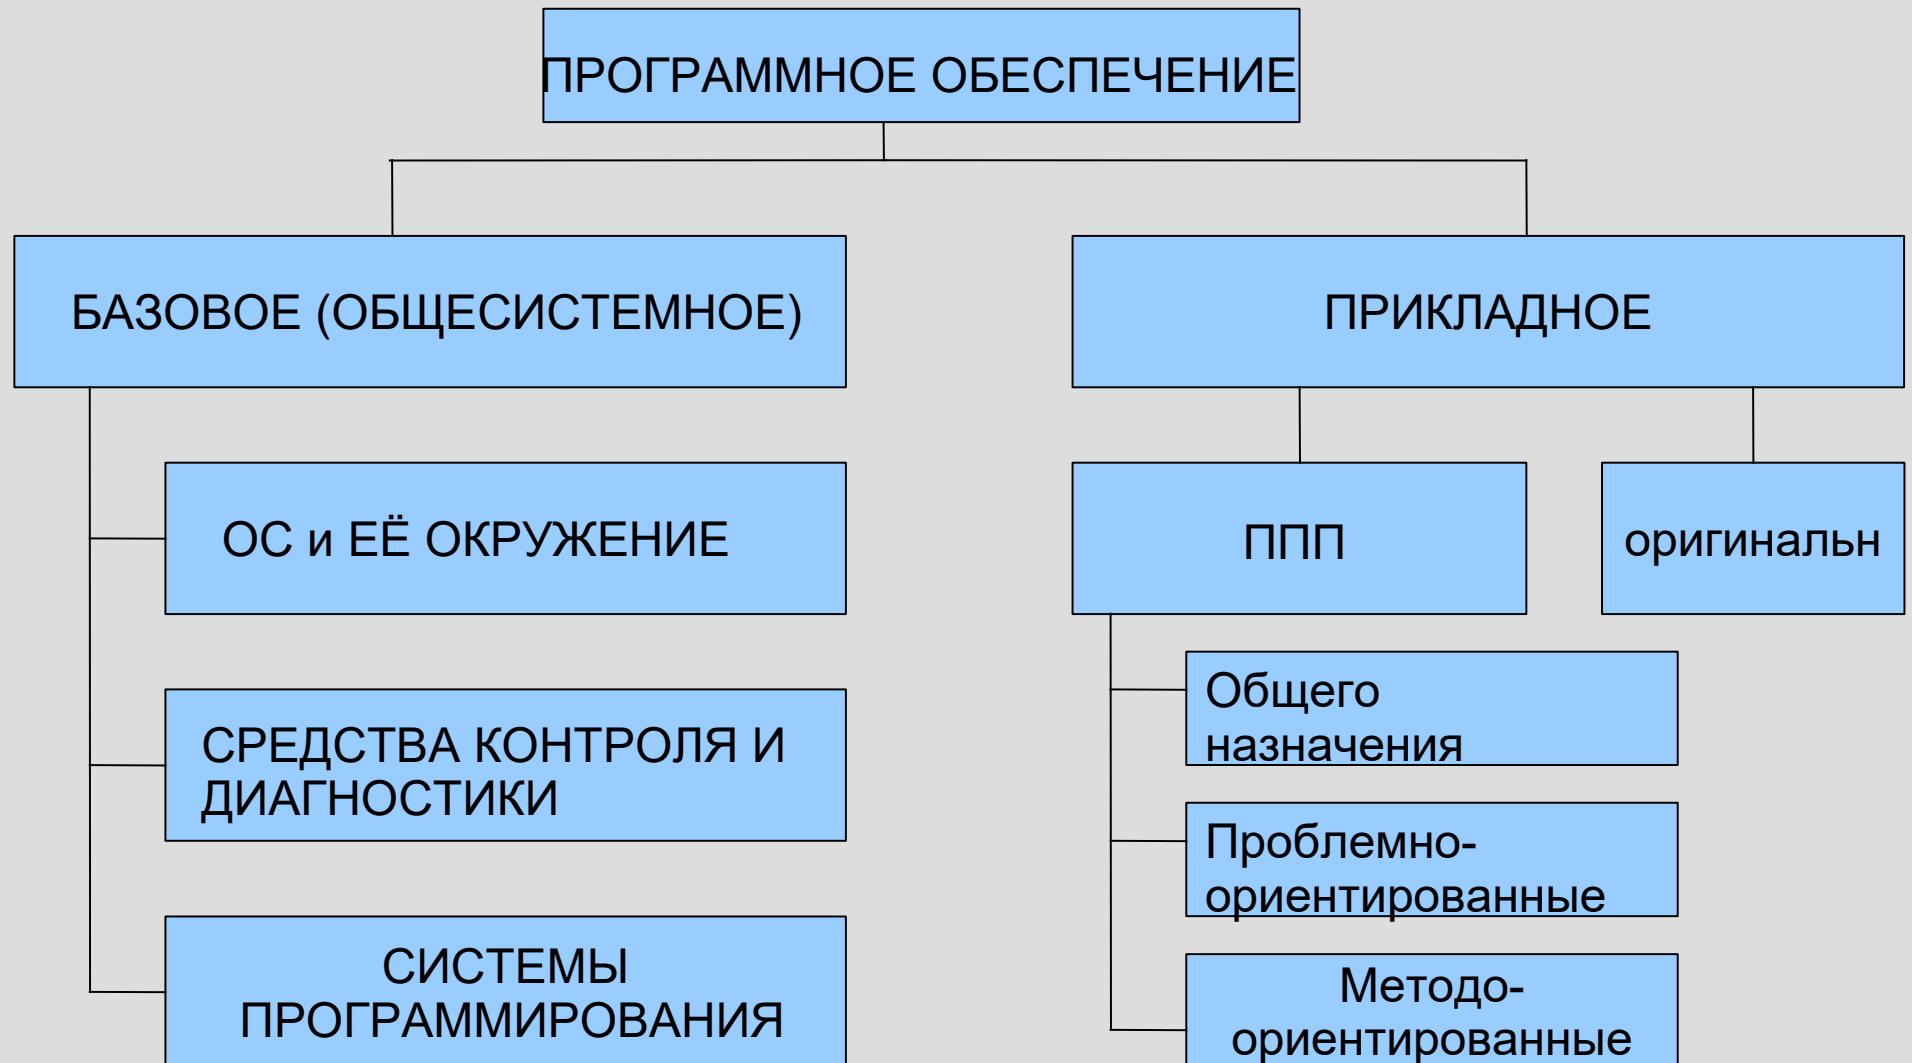 ПРОГРАММНОЕ ОБЕСПЕЧЕНИЕ
БАЗОВОЕ (ОБЩЕСИСТЕМНОЕ)
ПРИКЛАДНОЕ
ОС и ЕЁ ОКРУЖЕНИЕ
ППП
оригинальн
Общего
назначения
СРЕДСТВА КОНТРОЛЯ И
ДИАГНОСТИКИ
Проблемно-
ориентированные
СИСТЕМЫ
ПРОГРАММИРОВАНИЯ
Методо-
ориентированные